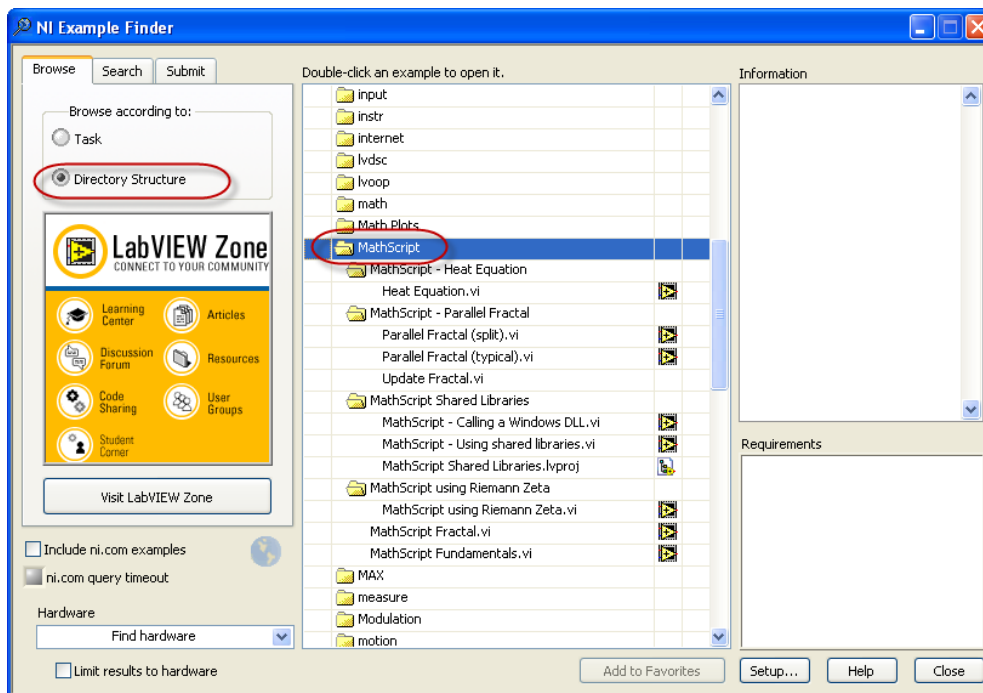 NI Example Finder
Browse
Search
Submit
Browse according to:
Task
Directory Structure
LabVIEW Zone
CONNECT TO YOUR COMMUNITY
Learning Center
Articles
Discussion Forum
Resources
Code Sharing
User Groups
Student Corner
Visit LabVIEW Zone
Include ni.com examples
ni.com query timeout
Hardware
Find hardware
Limit results to hardware
Double-click an example to open it.
input
instr
internet
lvdsc
lvoop
math
Math Plots
MathScript
MathScript - Heat Equation
Heat Equation.vi
MathScript - Parallel Fractal
Parallel Fractal (split).vi
Parallel Fractal (typical).vi
Update Fractal.vi
MathScript Shared Libraries
MathScript - Calling a Windows DLL.vi
MathScript - Using shared libraries.vi
MathScript Shared Libraries.lvproj
MathScript using Riemann Zeta
MathScript using Riemann Zeta.vi
MathScript Fractal.vi
MathScript Fundamentals.vi
MAX
measure
Modulation
motion
Information
Requirements
Add to Favorites
Setup...
Help
Close